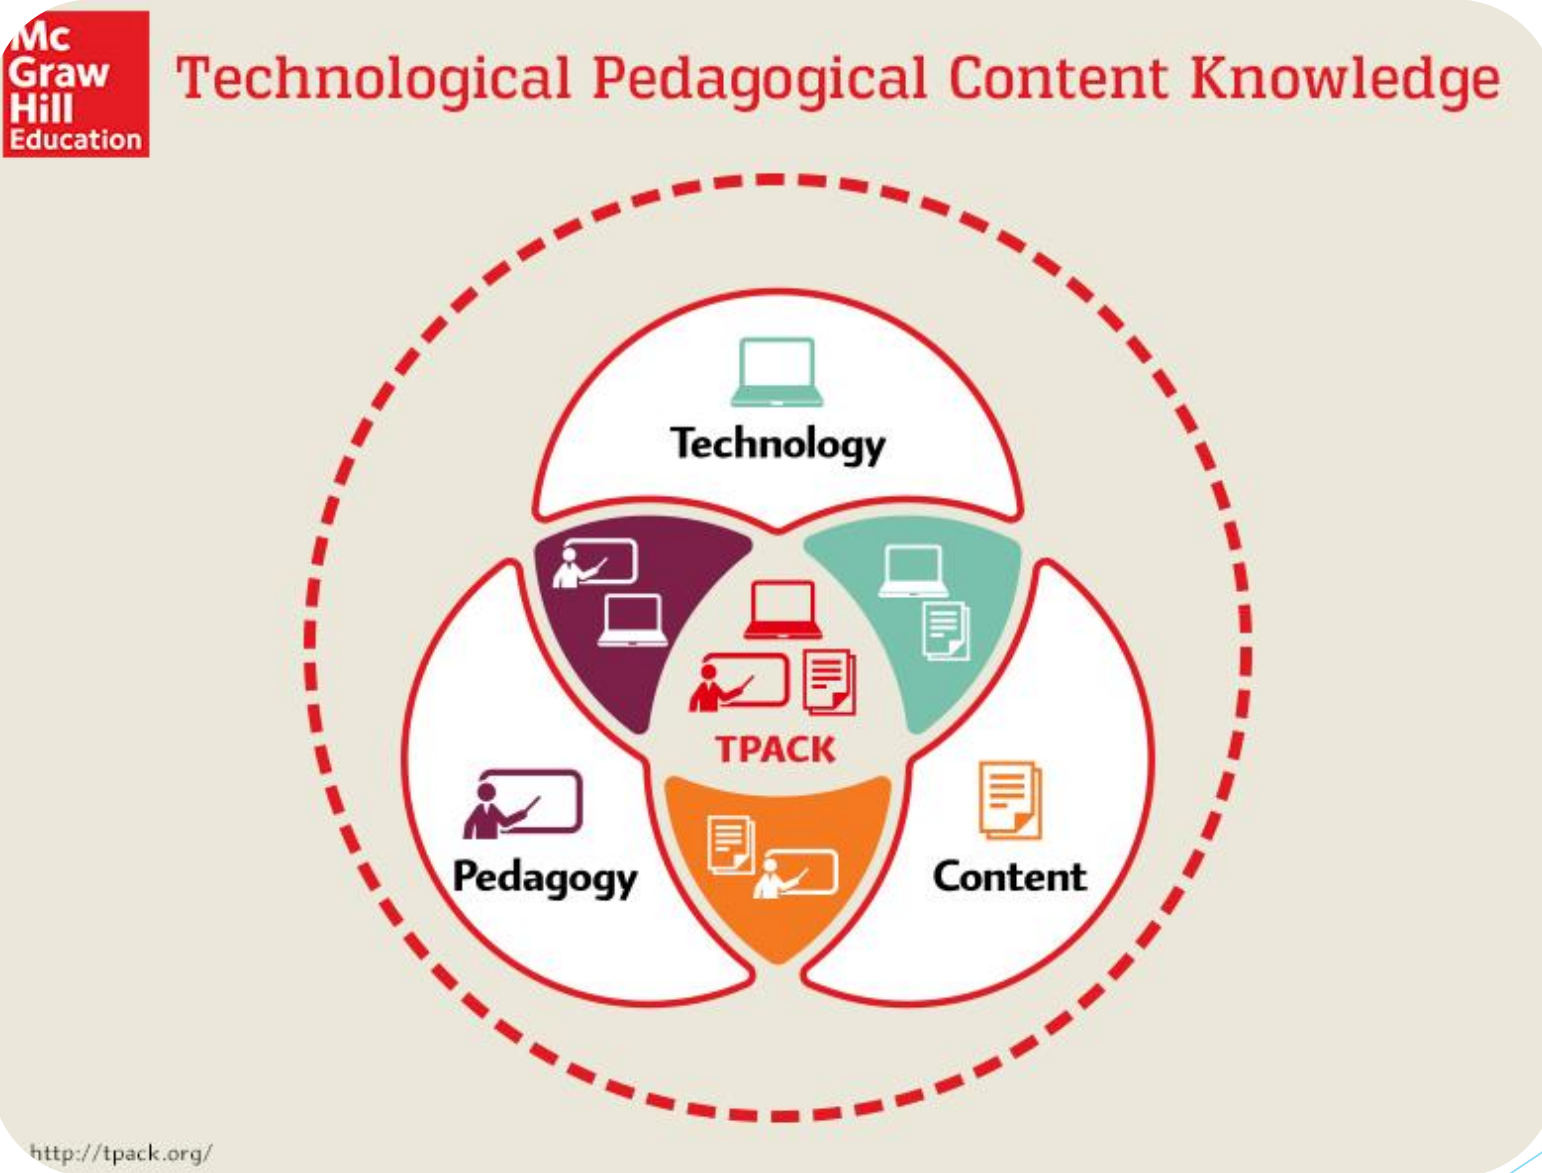 Mc
Graw
Hill
Education
Technological Pedagogical Content Knowledge
Technology
TPACK
Pedagogy
Content
http://tpack.org/